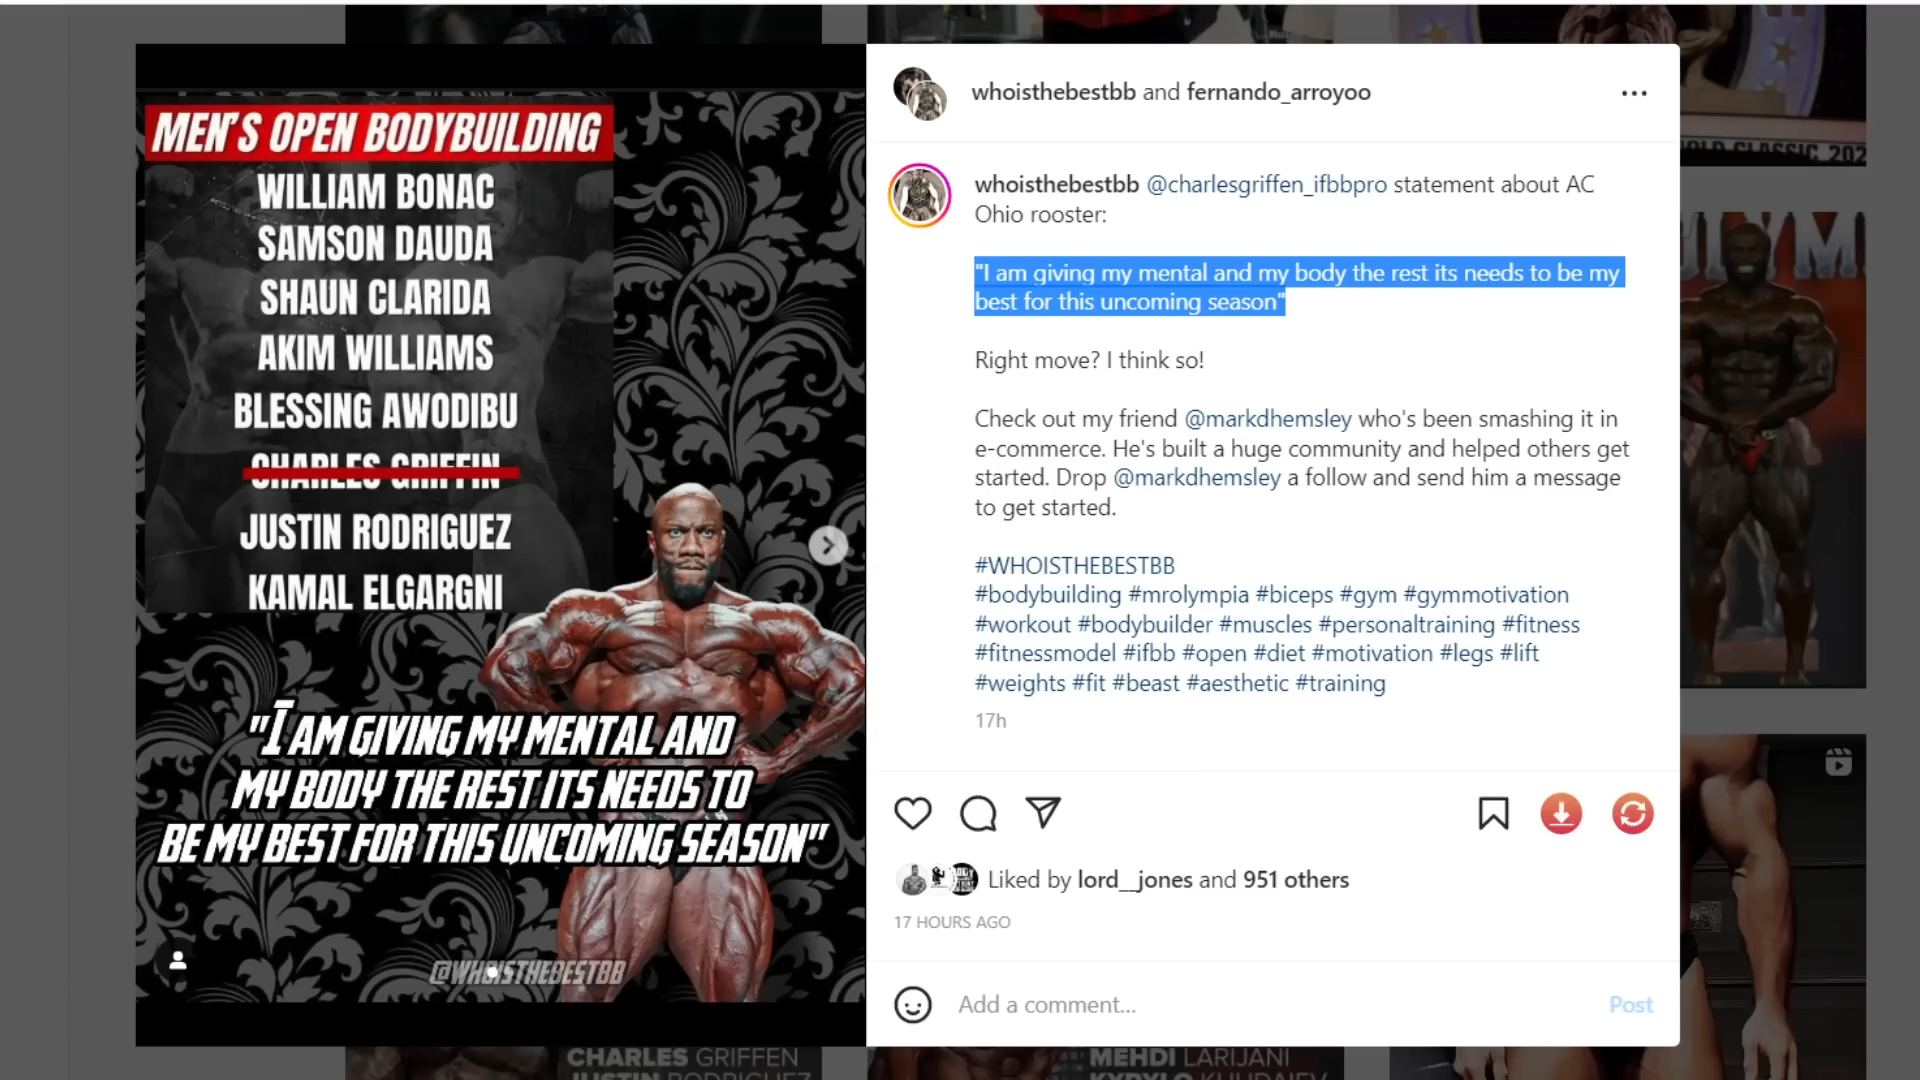 MEN'S OPEN BODYBUILDING
WILLIAM BONAC
SAMSON DAUDA
SHAUN CLARIDA
AKIM WILLIAMS
BLESSING AWODIBU
CHARLES GRIFFIN
JUSTIN RODRIGUEZ
KAMAL ELGARGNI
"I AM GIVING MY MENTAL AND
MY BODY THE REST ITS NEEDS TO
BE MY BEST FOR THIS UNCOMING SEASON"
@WHOISTHEBESTBB
whoisthebestbb and fernando_arroyoo
whoisthebestbb @charlesgriffen_ifbbpro statement about AC
Ohio rooster:
"I am giving my mental and my body the rest its needs to be my
best for this uncoming season"
Right move? I think so!
Check out my friend @markdhemsley who's been smashing it in
e-commerce. He's built a huge community and helped others get
started. Drop @markdhemsley a follow and send him a message
to get started.
#WHOISTHEBESTBB
#bodybuilding #mrolympia #biceps #gym #gymmotivation
#workout #bodybuilder #muscles #personaltraining #fitness
#fitnessmodel #ifbb #open #diet #motivation #legs #lift
#weights #fit #beast #aesthetic #training
17h
Liked by lord__jones and 951 others
17 HOURS AGO
Add a comment...
Post
CHARLES GRIFFEN
JUSTIN RODRIGUEZ
MEHDI LARIJANI
CLASSIC 202